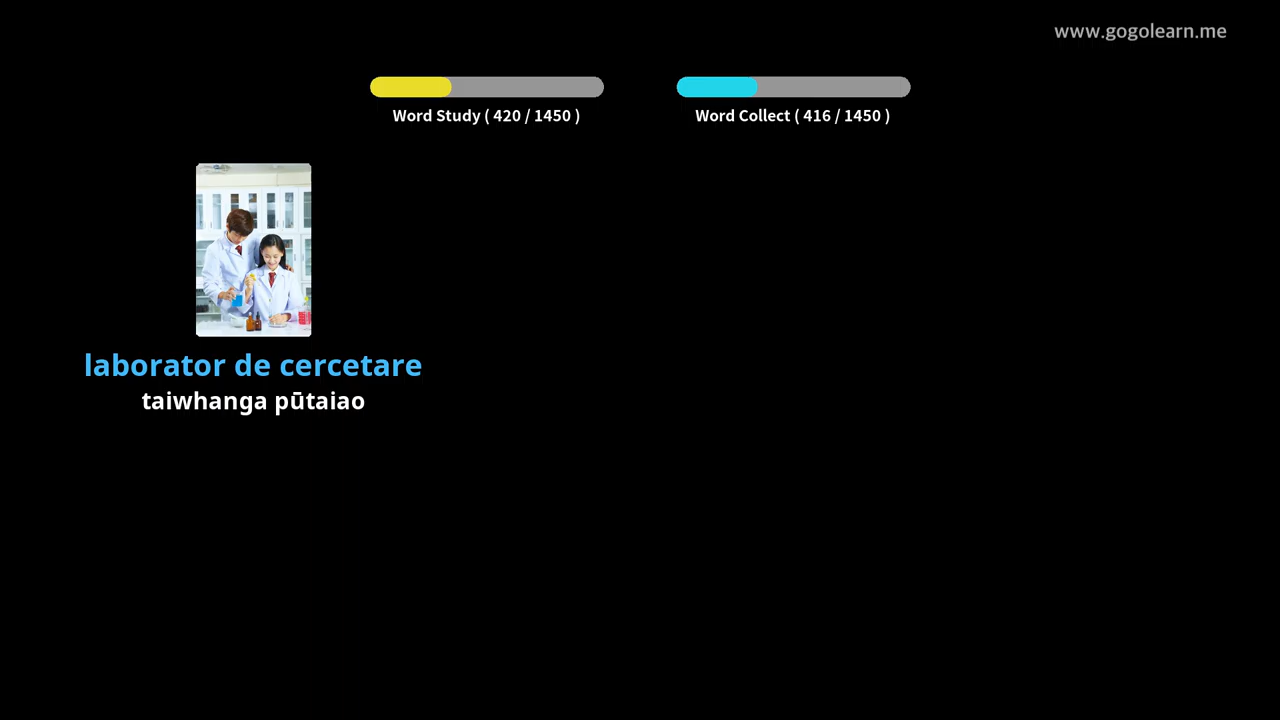 www.gogolearn.me
Word Study ( 420 / 1450 )
Word Collect ( 416 / 1450 )
laborator de cercetare
taiwhanga pūtaiao